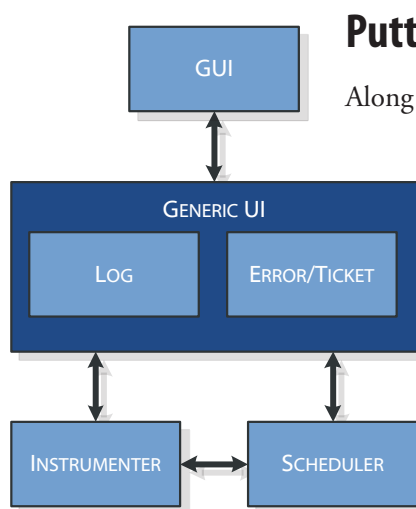 Putt
GUI
Along
GENERIC UI
LOG
ERROR/TICKET
INSTRUMENTER
SCHEDULER